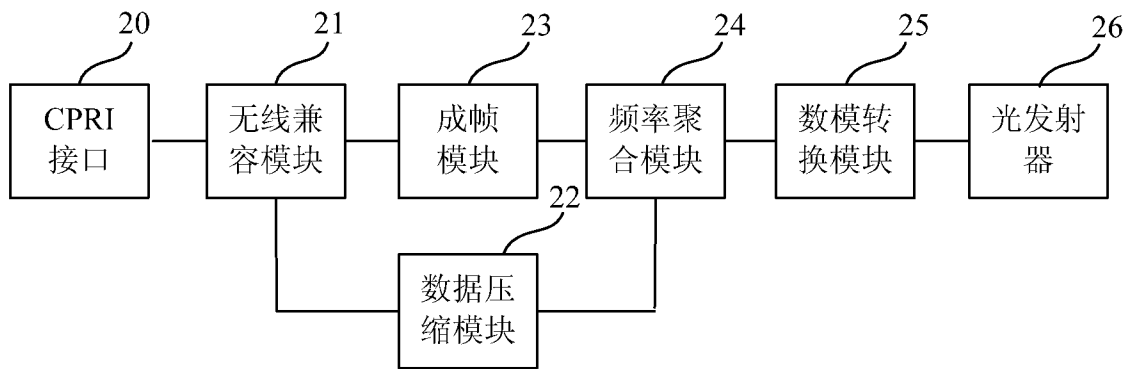 20
21
23
24
25
26
CPRI
接口
无线兼
容模块
成帧
模块
频率聚
合模块
数模转
换模块
光发射
器
22
数据压
缩模块